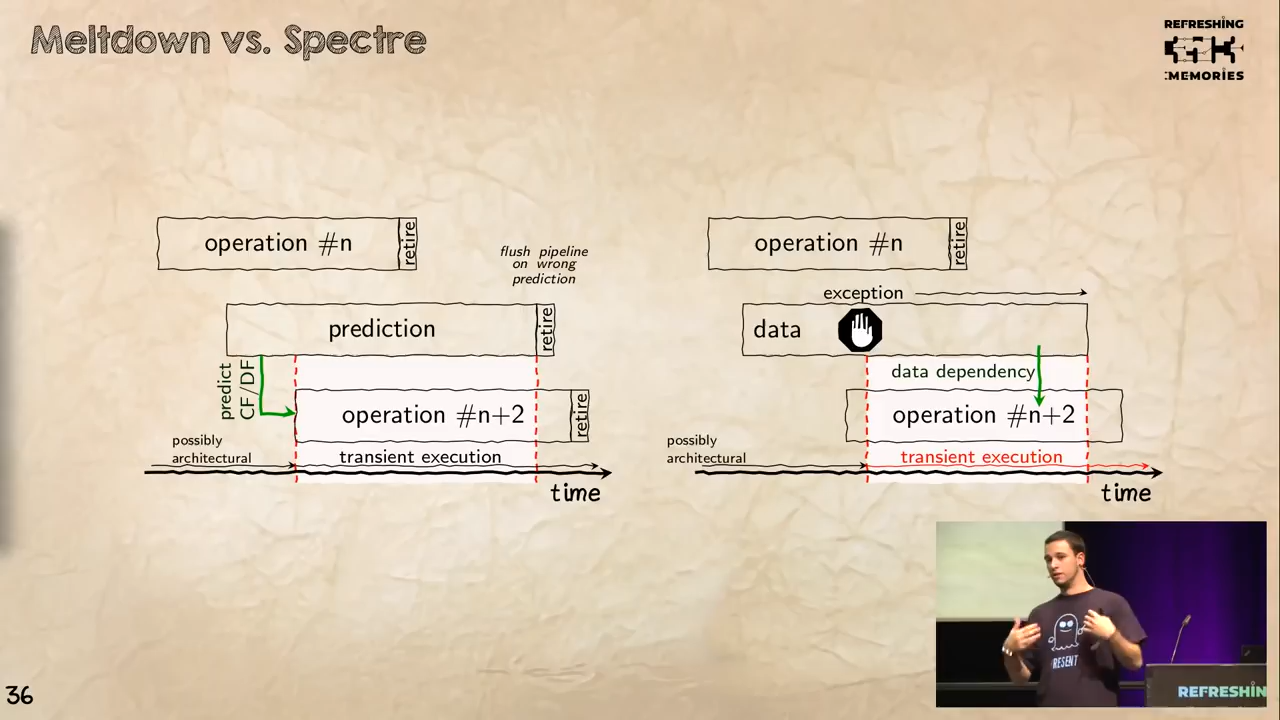 Meltdown vs. Spectre
REFRESHING
:MEMORIES
operation #n
retire
flush pipeline
on wrong
prediction
prediction
retire
predict
CF/DF
operation #n+2
retire
possibly
architectural
transient execution
time
operation #n
retire
exception
data
data dependency
operation #n+2
possibly
architectural
transient execution
time
RESENT
REFRESHIN
36